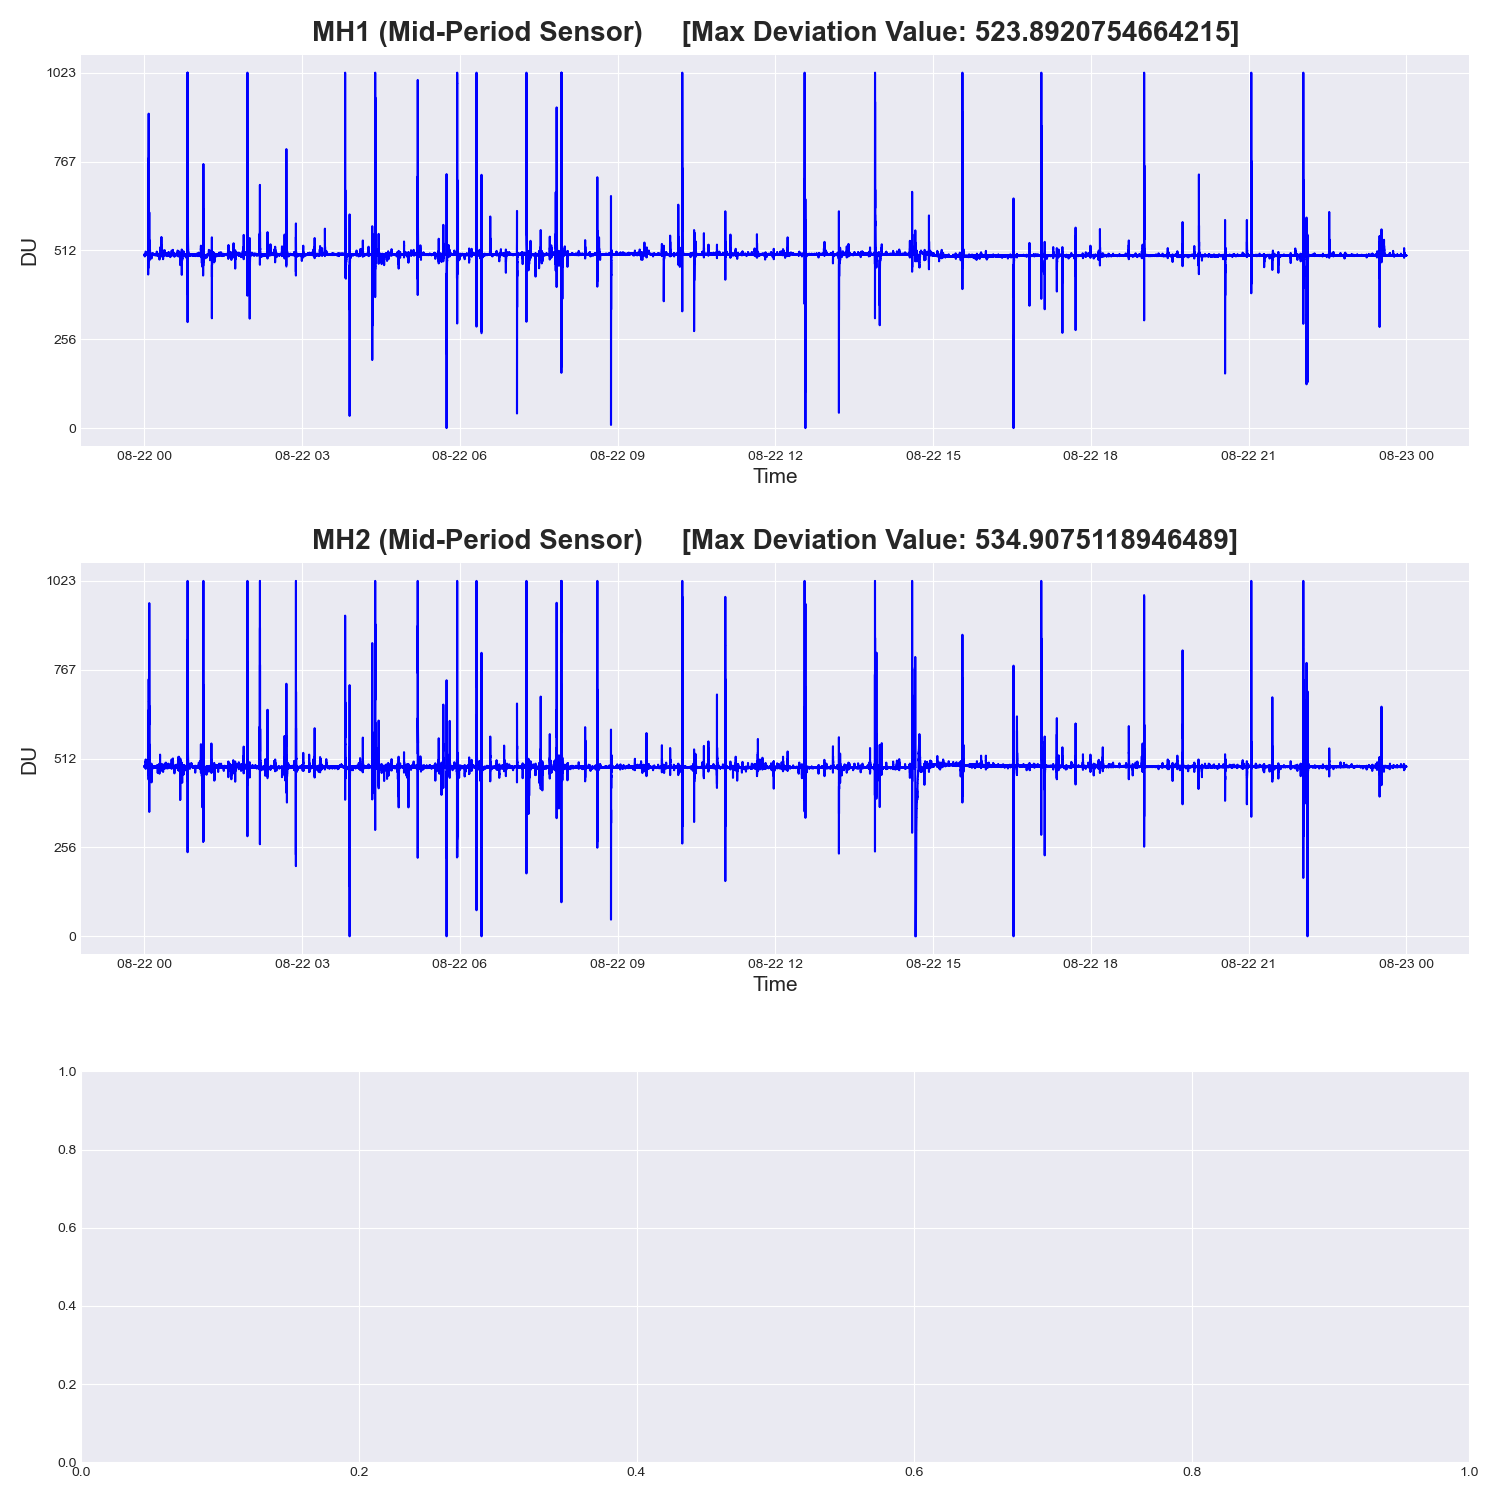 MH1 (Mid-Period Sensor) [Max Deviation Value: 523.8920754664215]
1023
767
512
256
0
DU
08-22 00 08-22 03 08-22 06 08-22 09 08-22 12 08-22 15 08-22 18 08-22 21 08-23 00
Time
MH2 (Mid-Period Sensor) [Max Deviation Value: 534.9075118946489]
1023
767
512
256
0
DU
08-22 00 08-22 03 08-22 06 08-22 09 08-22 12 08-22 15 08-22 18 08-22 21 08-23 00
Time
1.0
0.8
0.6
0.4
0.2
0.0
0.0 0.2 0.4 0.6 0.8 1.0